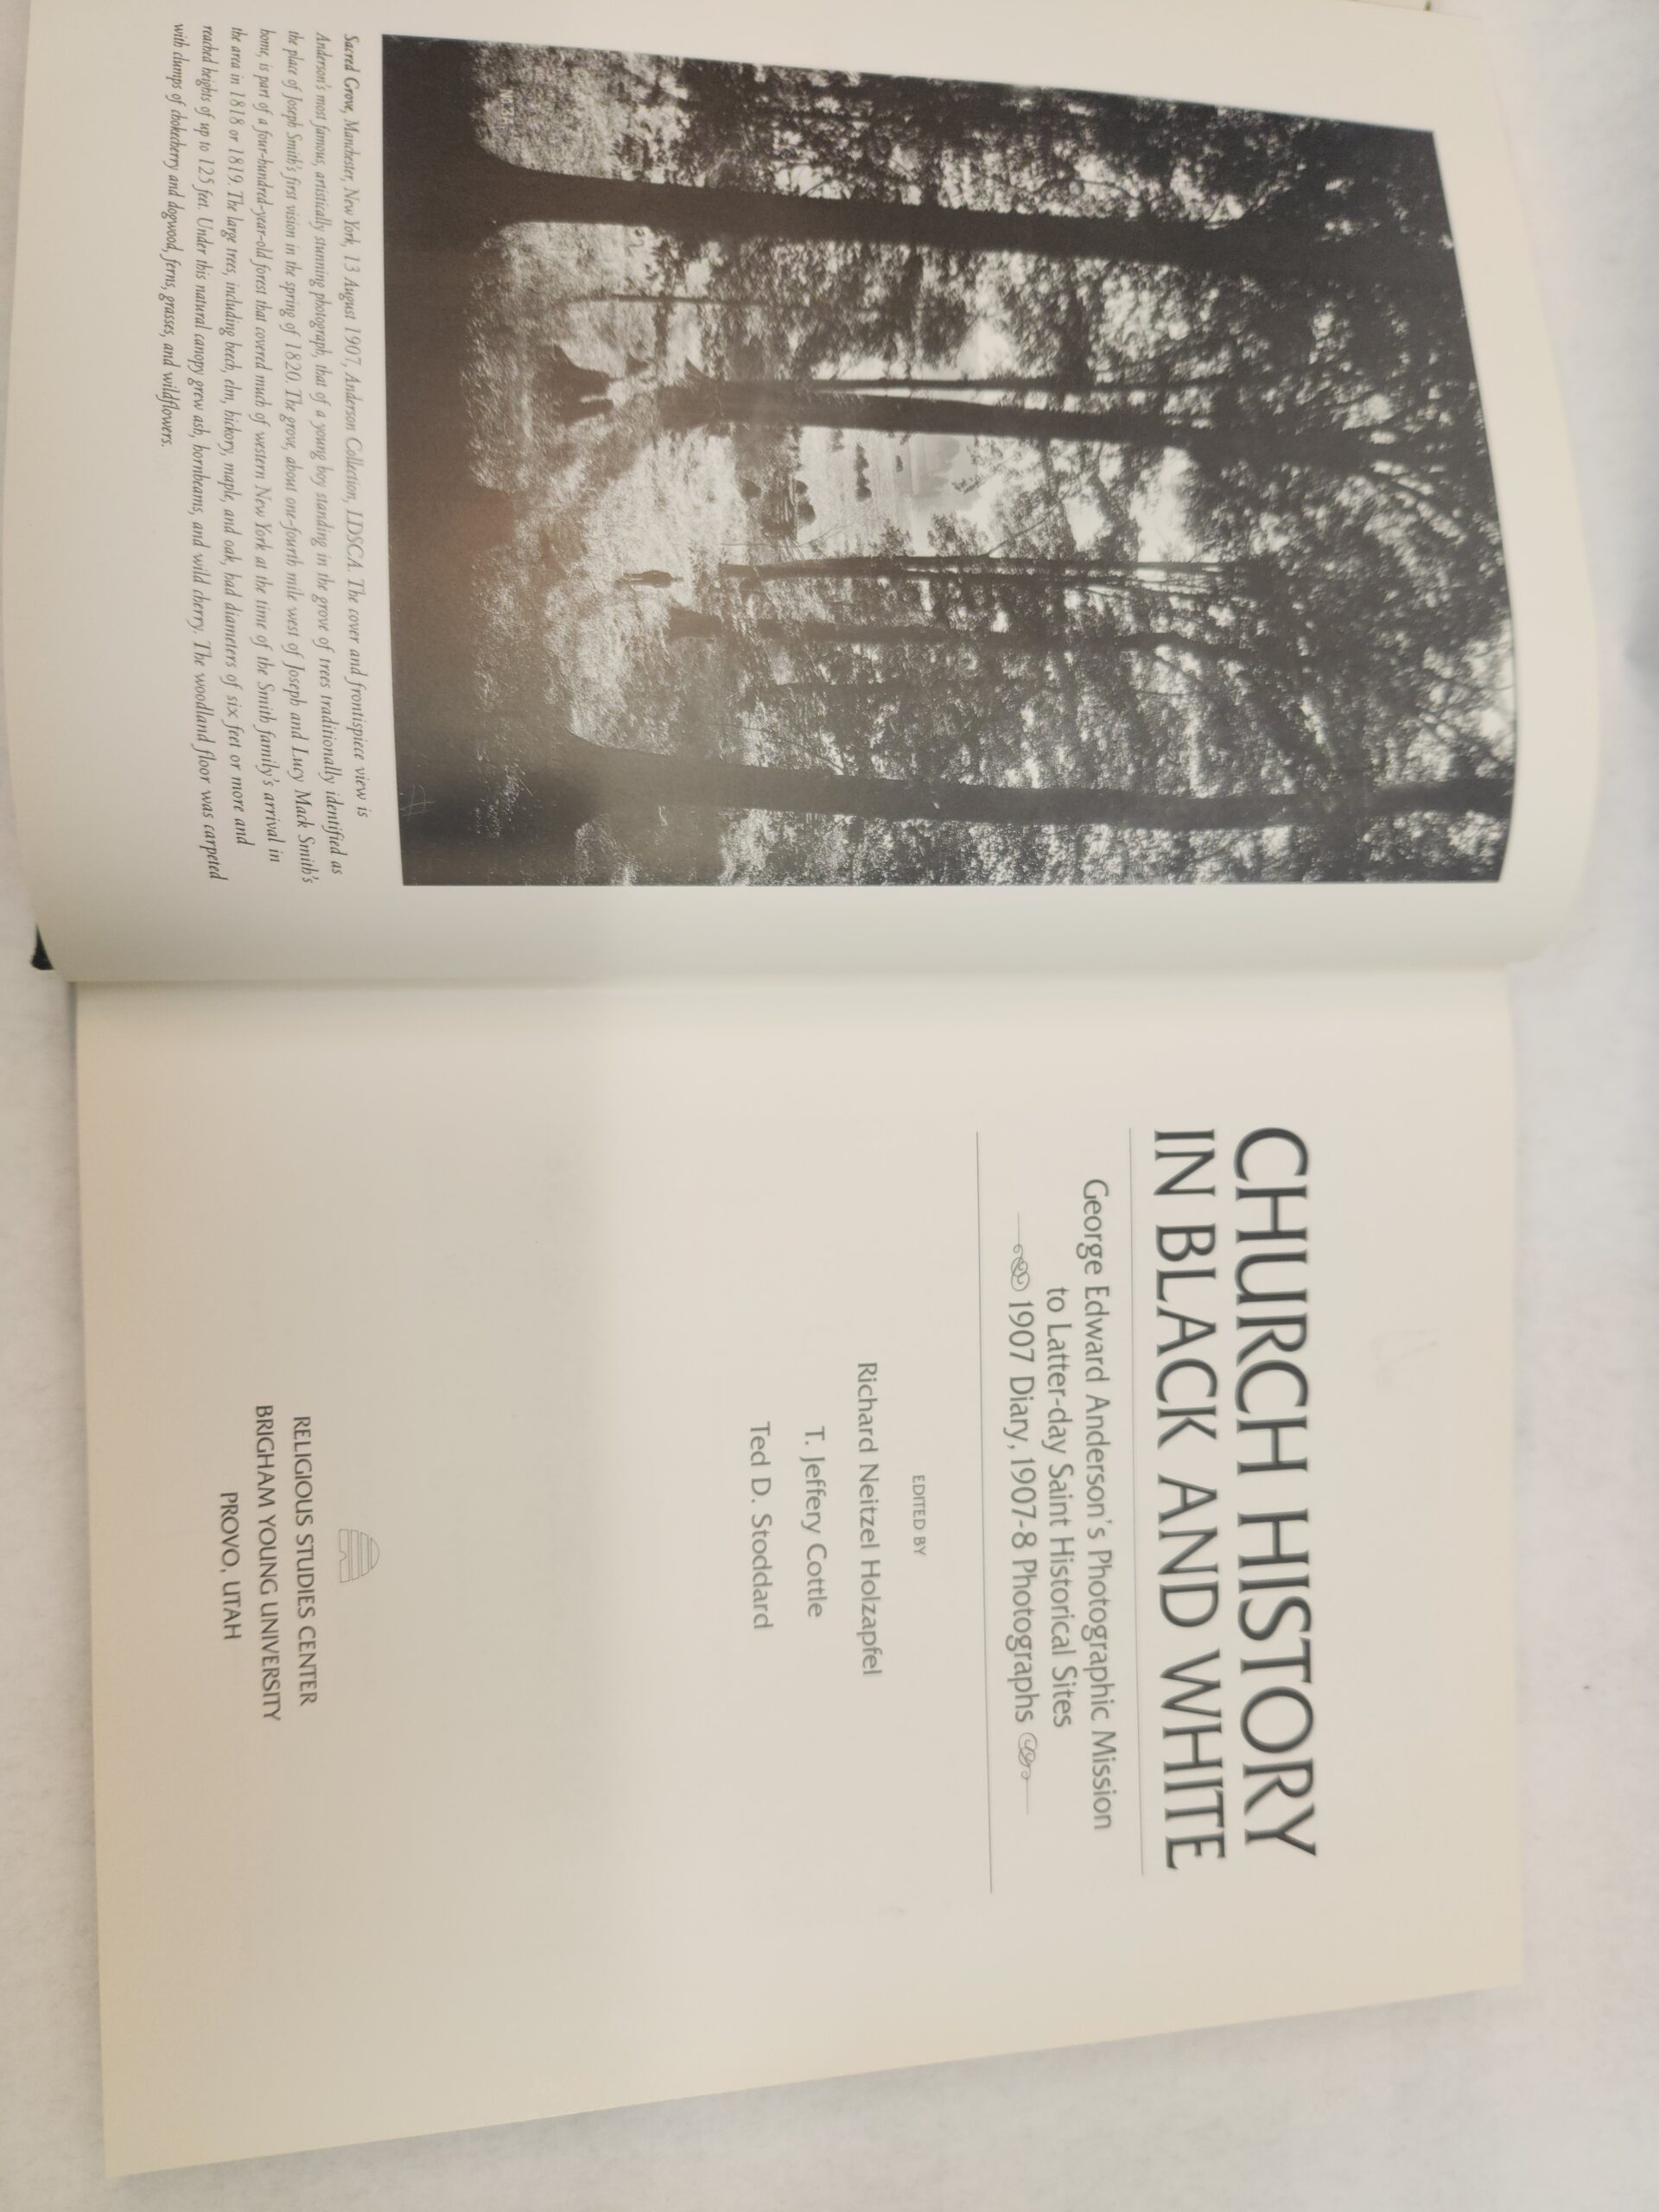 Sacred Grove, Manchester, New York, 13 August 1907, Anderson Collection, LDSCA. The cover and frontispiece view is
Anderson's most famous, artistically stunning photograph, that of a young boy standing in the grove of trees traditionally identified as
the place of Joseph Smith's first vision in the spring of 1820. The grove, about one-fourth mile west of Joseph and Lucy Mack Smith's
home, is part of a four-hundred-year-old forest that covered much of western New York at the time of the Smith family's arrival in
the area in 1818 or 1819. The large trees, including beech, elm, hickory, maple, and oak, had diameters of six feet or more and
reached heights of up to 125 feet. Under this natural canopy grew ash, hornbeams, and wild cherry. The woodland floor was carpeted
with clumps of chokecherry and dogwood, ferns, grasses, and wildflowers.
CHURCH HISTORY
IN BLACK AND WHITE
George Edward Anderson's Photographic Mission
to Latter-day Saint Historical Sites
1907 Diary, 1907-8 Photographs
EDITED BY
Richard Neitzel Holzapfel
T. Jeffery Cottle
Ted D. Stoddard
RELIGIOUS STUDIES CENTER
BRIGHAM YOUNG UNIVERSITY
PROVO, UTAH